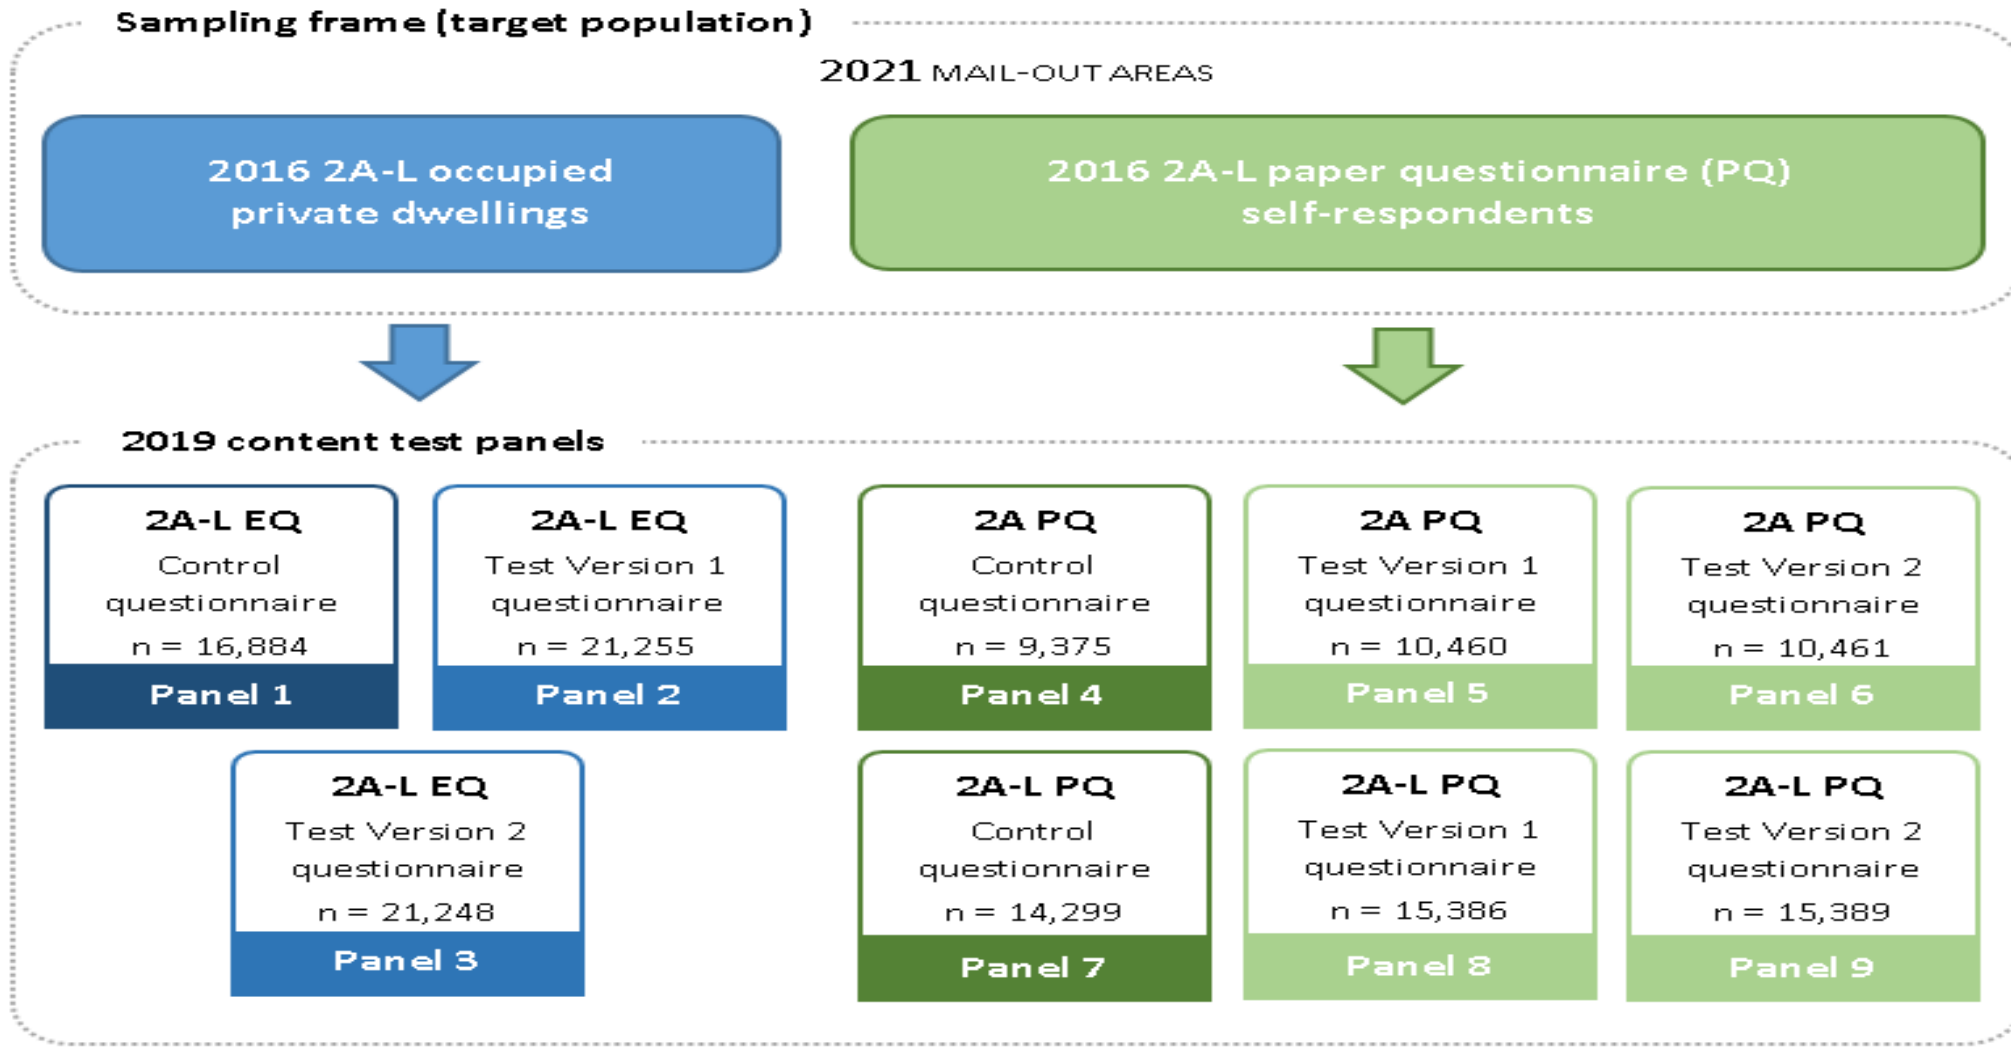 Sampling frame (target population)
2021 MAIL-OUT AREAS
2016 2A-L occupied
private dwellings
2016 2A-L paper questionnaire (PQ)
self-respondents
2019 content test panels
2A-L EQ
Control
questionnaire
n = 16,884
Panel 1
2A-L EQ
Test Version 1
questionnaire
n = 21,255
Panel 2
2A-L EQ
Test Version 2
questionnaire
n = 21,248
Panel 3
2A PQ
Control
questionnaire
n = 9,375
Panel 4
2A PQ
Test Version 1
questionnaire
n = 10,460
Panel 5
2A PQ
Test Version 2
questionnaire
n = 10,461
Panel 6
2A-L PQ
Control
questionnaire
n = 14,299
Panel 7
2A-L PQ
Test Version 1
questionnaire
n = 15,386
Panel 8
2A-L PQ
Test Version 2
questionnaire
n = 15,389
Panel 9